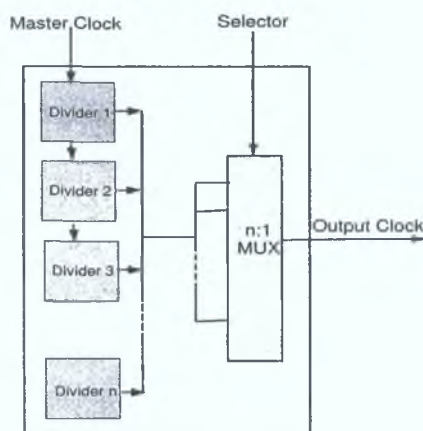 Master Clock
Selector
Divider 1
Divider 2
Divider 3
Divider n
n:1
MUX
Output Clock